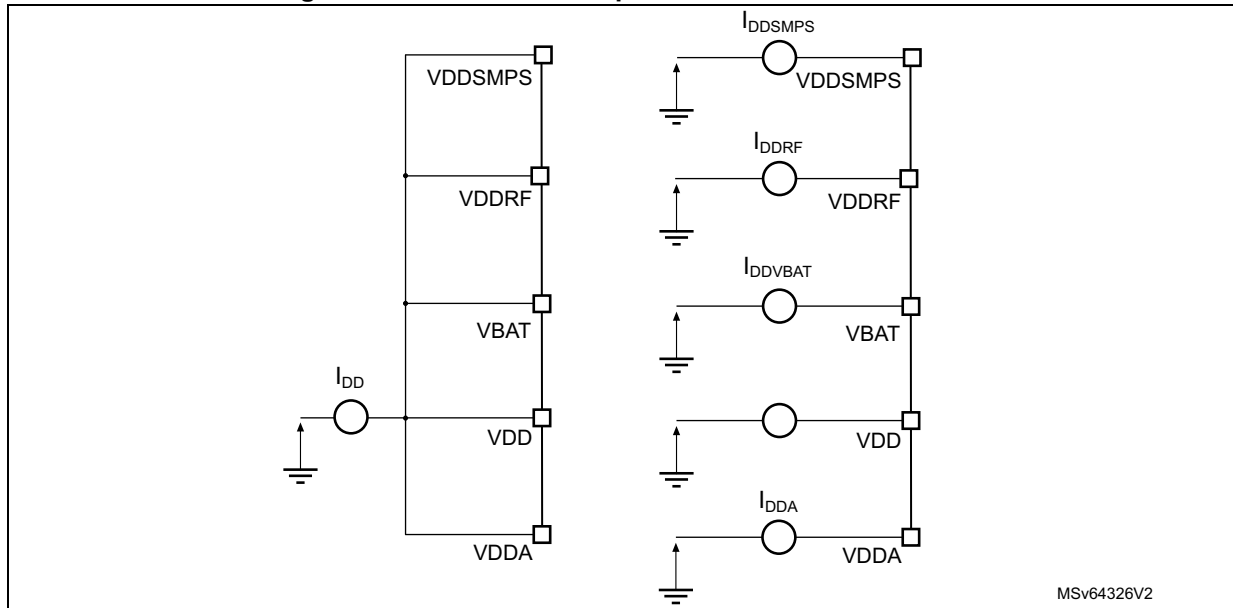 IDDSMPS
VDDSMPS
VDDSMPS
IDDRF
VDDRF
VDDRF
IDDVBAT
VBAT
VBAT
IDD
VDD
VDD
IDDA
VDDA
VDDA
MSv64326V2